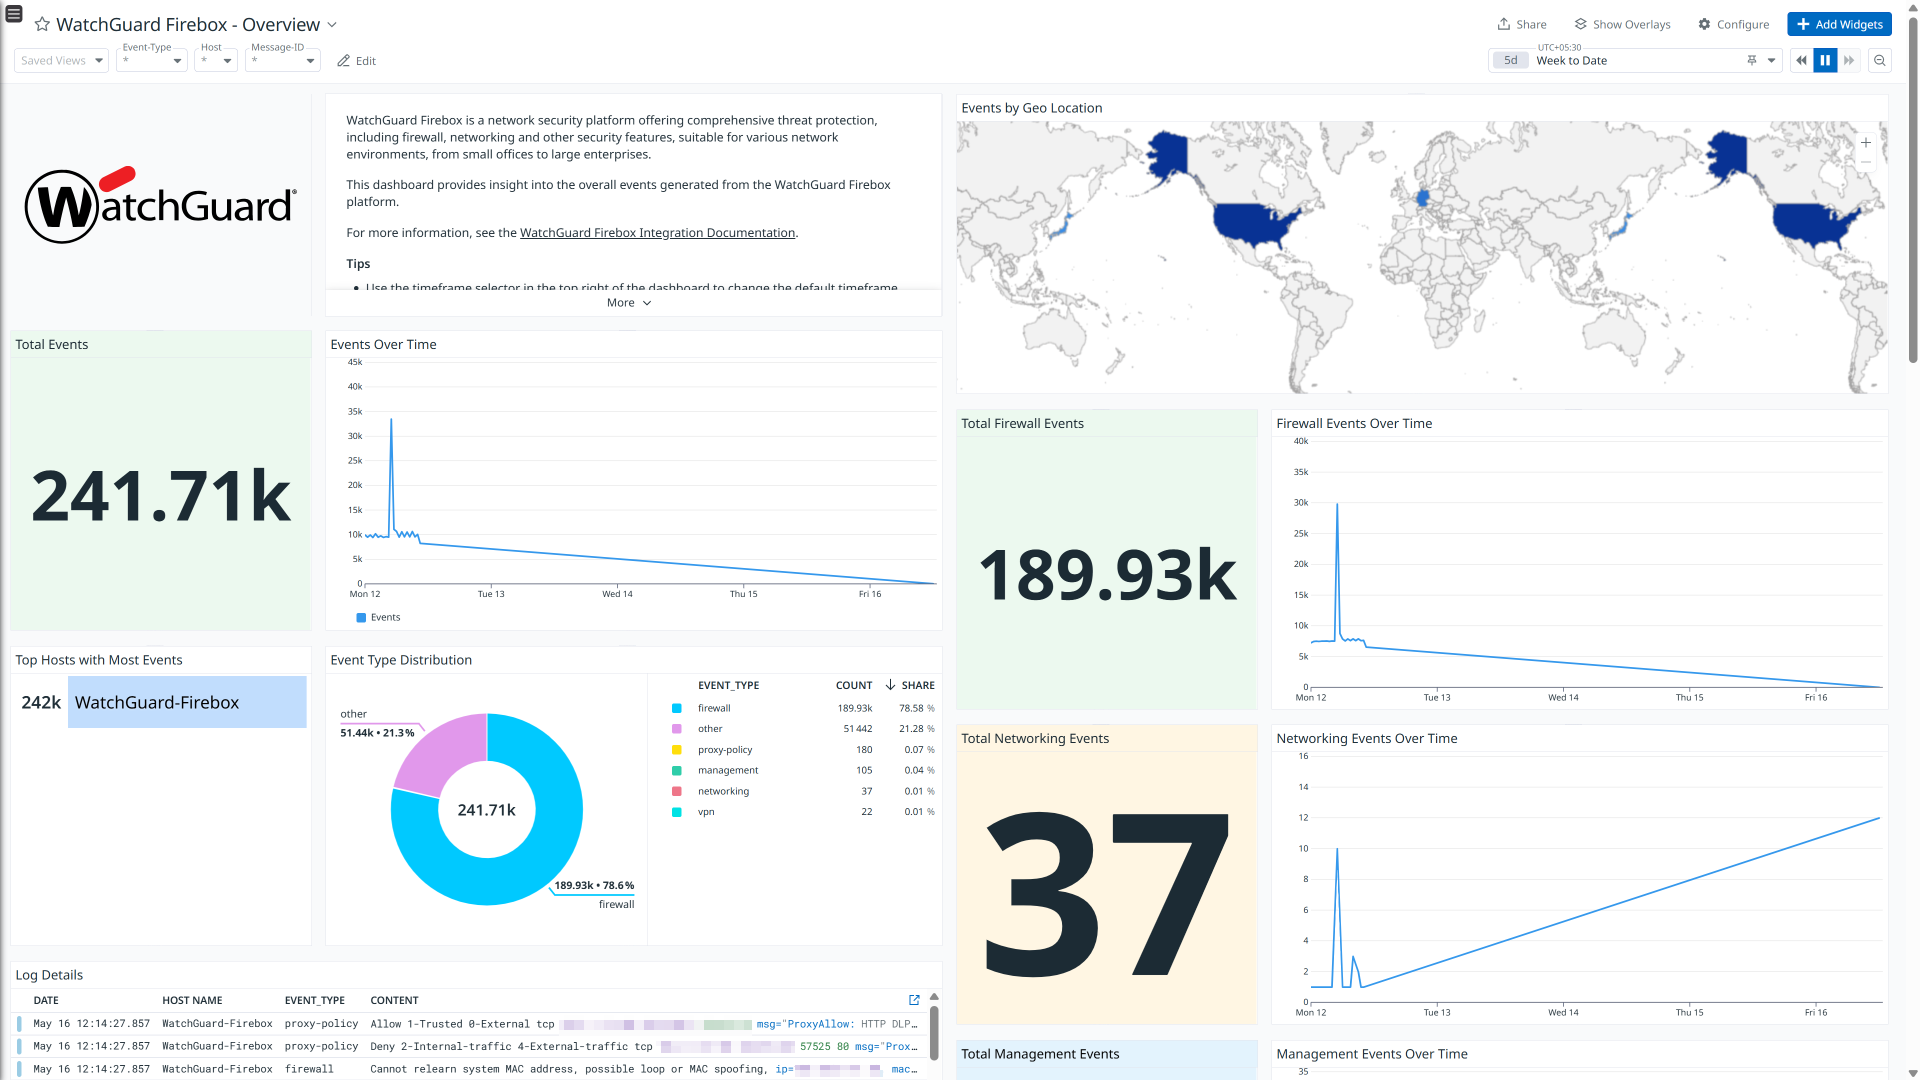 WatchGuard Firebox - Overview
Share
Show Overlays
Configure
Add Widgets
Saved Views
Event-Type
*
Host
*
Message-ID
*
Edit
5d
UTC+05:30
Week to Date
WatchGuard
WatchGuard Firebox is a network security platform offering comprehensive threat protection,
including firewall, networking and other security features, suitable for various network
environments, from small offices to large enterprises.
This dashboard provides insight into the overall events generated from the WatchGuard Firebox
platform.
For more information, see the WatchGuard Firebox Integration Documentation.
Tips
• Use the timeframe selector in the top right of the dashboard to change the default timeframe
More
Events by Geo Location
+
−
Total Events
241.71k
Events Over Time
45k
40k
35k
30k
25k
20k
15k
10k
5k
0
Mon 12
Tue 13
Wed 14
Thu 15
Fri 16
Events
Total Firewall Events
189.93k
Firewall Events Over Time
40k
35k
30k
25k
20k
15k
10k
5k
0
Mon 12
Tue 13
Wed 14
Thu 15
Fri 16
Top Hosts with Most Events
242k WatchGuard-Firebox
Event Type Distribution
other
51.44k • 21.3%
241.71k
189.93k • 78.6%
firewall
EVENT_TYPE COUNT SHARE
firewall 189.93k 78.58 %
other 51 442 21.28 %
proxy-policy 180 0.07 %
management 105 0.04 %
networking 37 0.01 %
vpn 22 0.01 %
Total Networking Events
37
Networking Events Over Time
16
14
12
10
8
6
4
2
0
Mon 12
Tue 13
Wed 14
Thu 15
Fri 16
Log Details
DATE HOST NAME EVENT_TYPE CONTENT
May 16 12:14:27.857 WatchGuard-Firebox proxy-policy Allow 1-Trusted 0-External tcp msg="ProxyAllow: HTTP DLP…
May 16 12:14:27.857 WatchGuard-Firebox proxy-policy Deny 2-Internal-traffic 4-External-traffic tcp 57525 80 msg="Prox…
May 16 12:14:27.857 WatchGuard-Firebox firewall Cannot relearn system MAC address, possible loop or MAC spoofing, ip= mac…
Total Management Events
Management Events Over Time
35